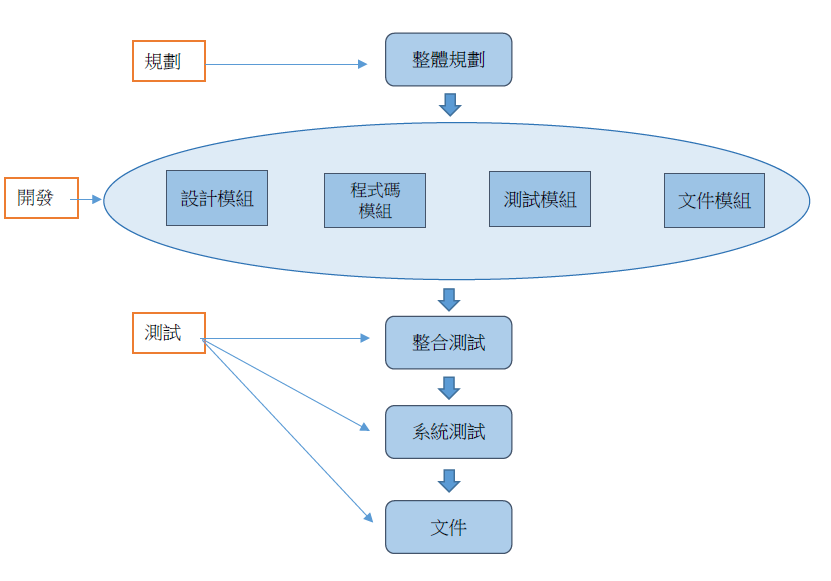 規劃
整體規劃
開發
設計模組
程式碼
模組
測試模組
文件模組
測試
整合測試
系統測試
文件